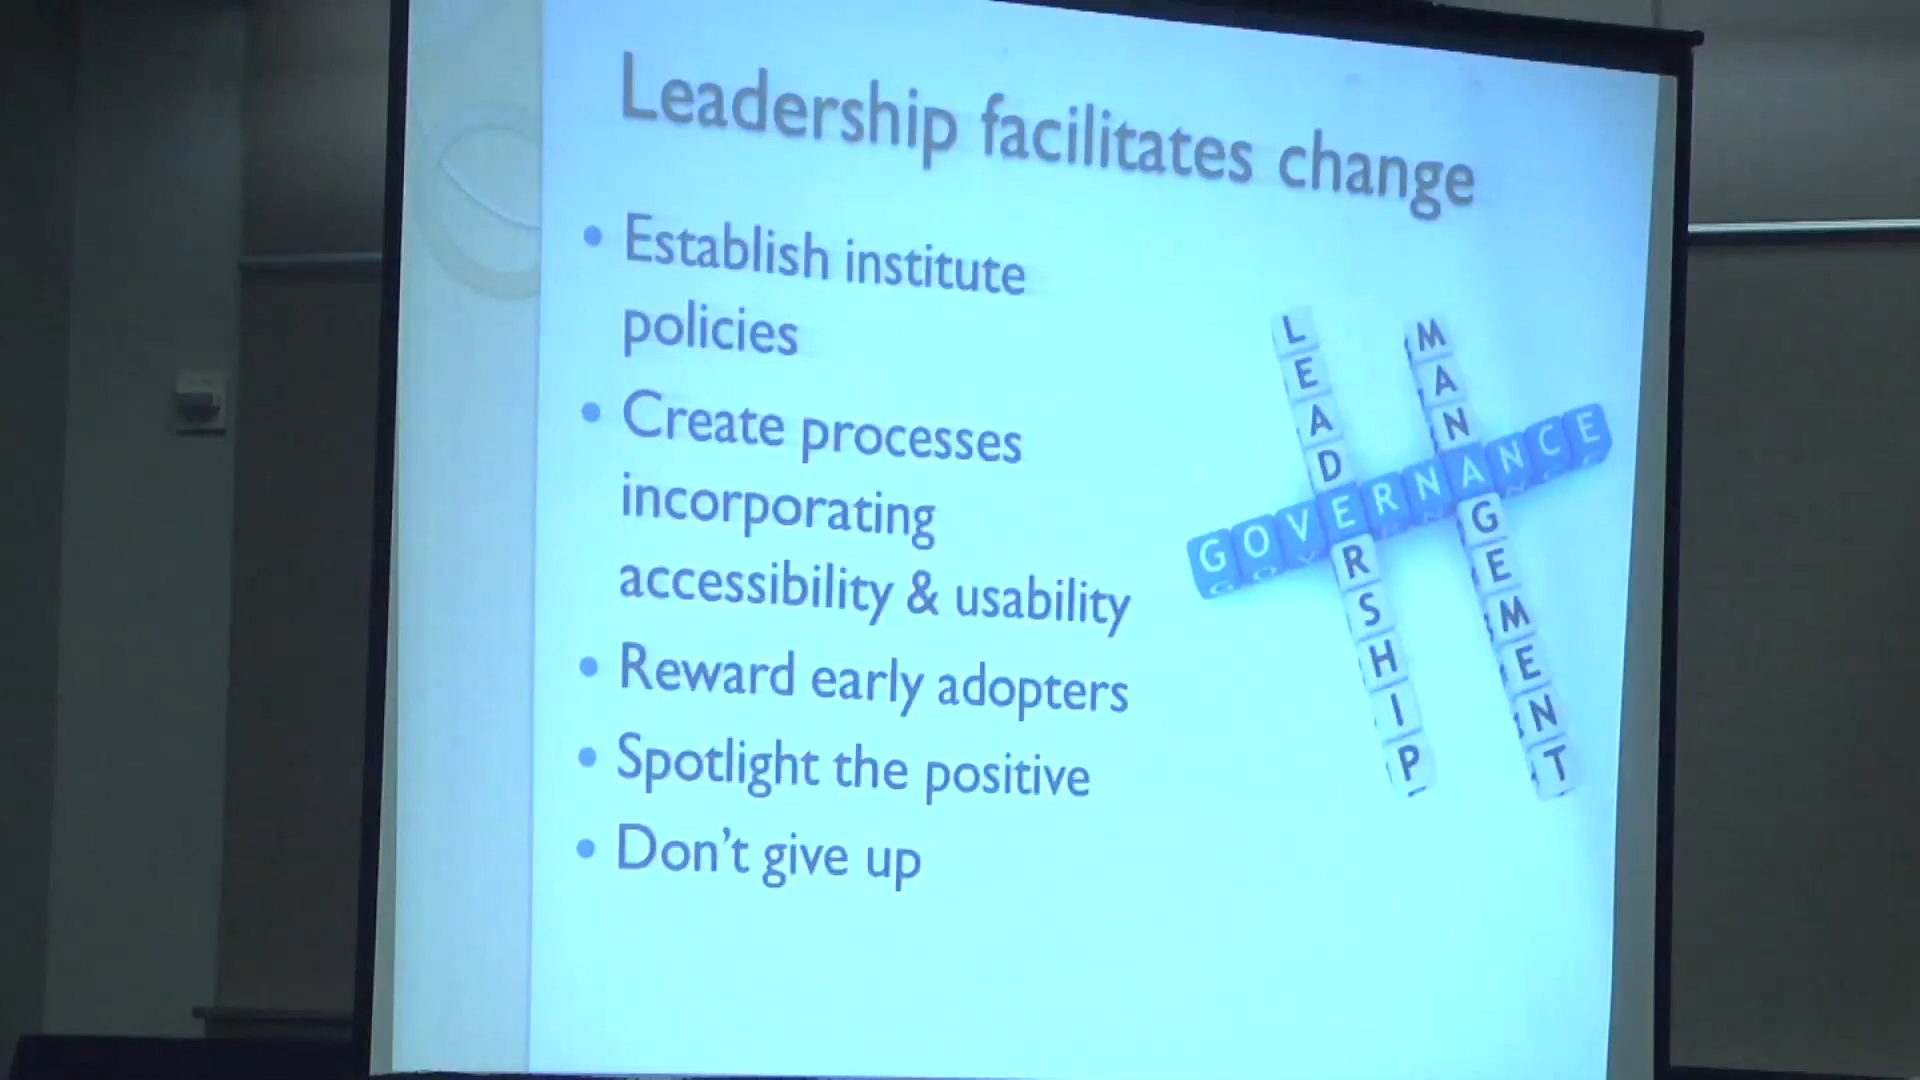 Leadership facilitates change
• Establish institute
policies
• Create processes
incorporating
accessibility & usability
• Reward early adopters
• Spotlight the positive
• Don't give up
LEADERSHIP
MANAGEMENT
GOVERNANCE